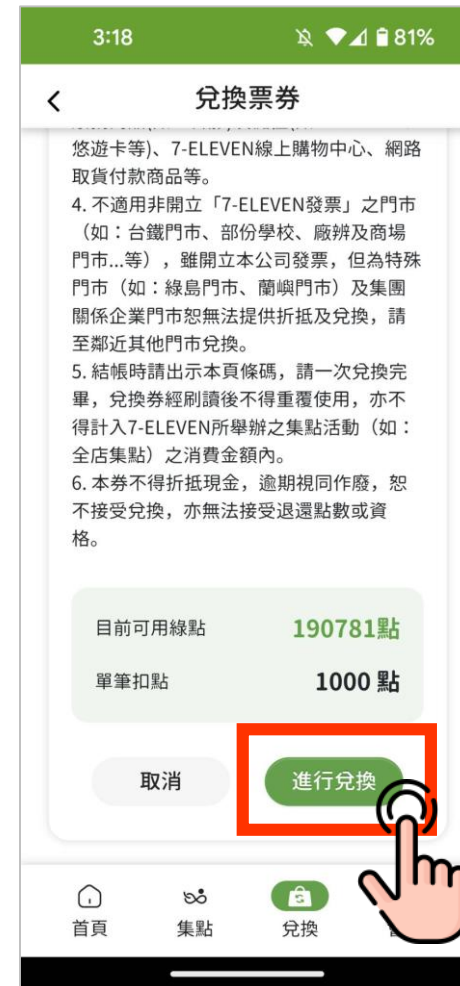 3:18
81%
兌換票券
悠遊卡等)、7-ELEVEN線上購物中心、網路
取貨付款商品等。
4. 不適用非開立「7-ELEVEN發票」之門市
（如：台鐵門市、部份學校、廠辨及商場
門市...等），雖開立本公司發票，但為特殊
門市（如：綠島門市、蘭嶼門市）及集團
關係企業門市恕無法提供折抵及兌換，請
至鄰近其他門市兌換。
5. 結帳時請出示本頁條碼，請一次兌換完
畢，兌換券經刷讀後不得重覆使用，亦不
得計入7-ELEVEN所舉辦之集點活動（如：
全店集點）之消費金額內。
6. 本券不得折抵現金，逾期視同作廢，恕
不接受兌換，亦無法接受退還點數或資
格。
目前可用綠點 190781點
單筆扣點 1000 點
取消 進行兌換
首頁 集點 兌換